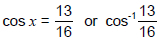 cos x = 13/16 or cos⁻¹ 13/16